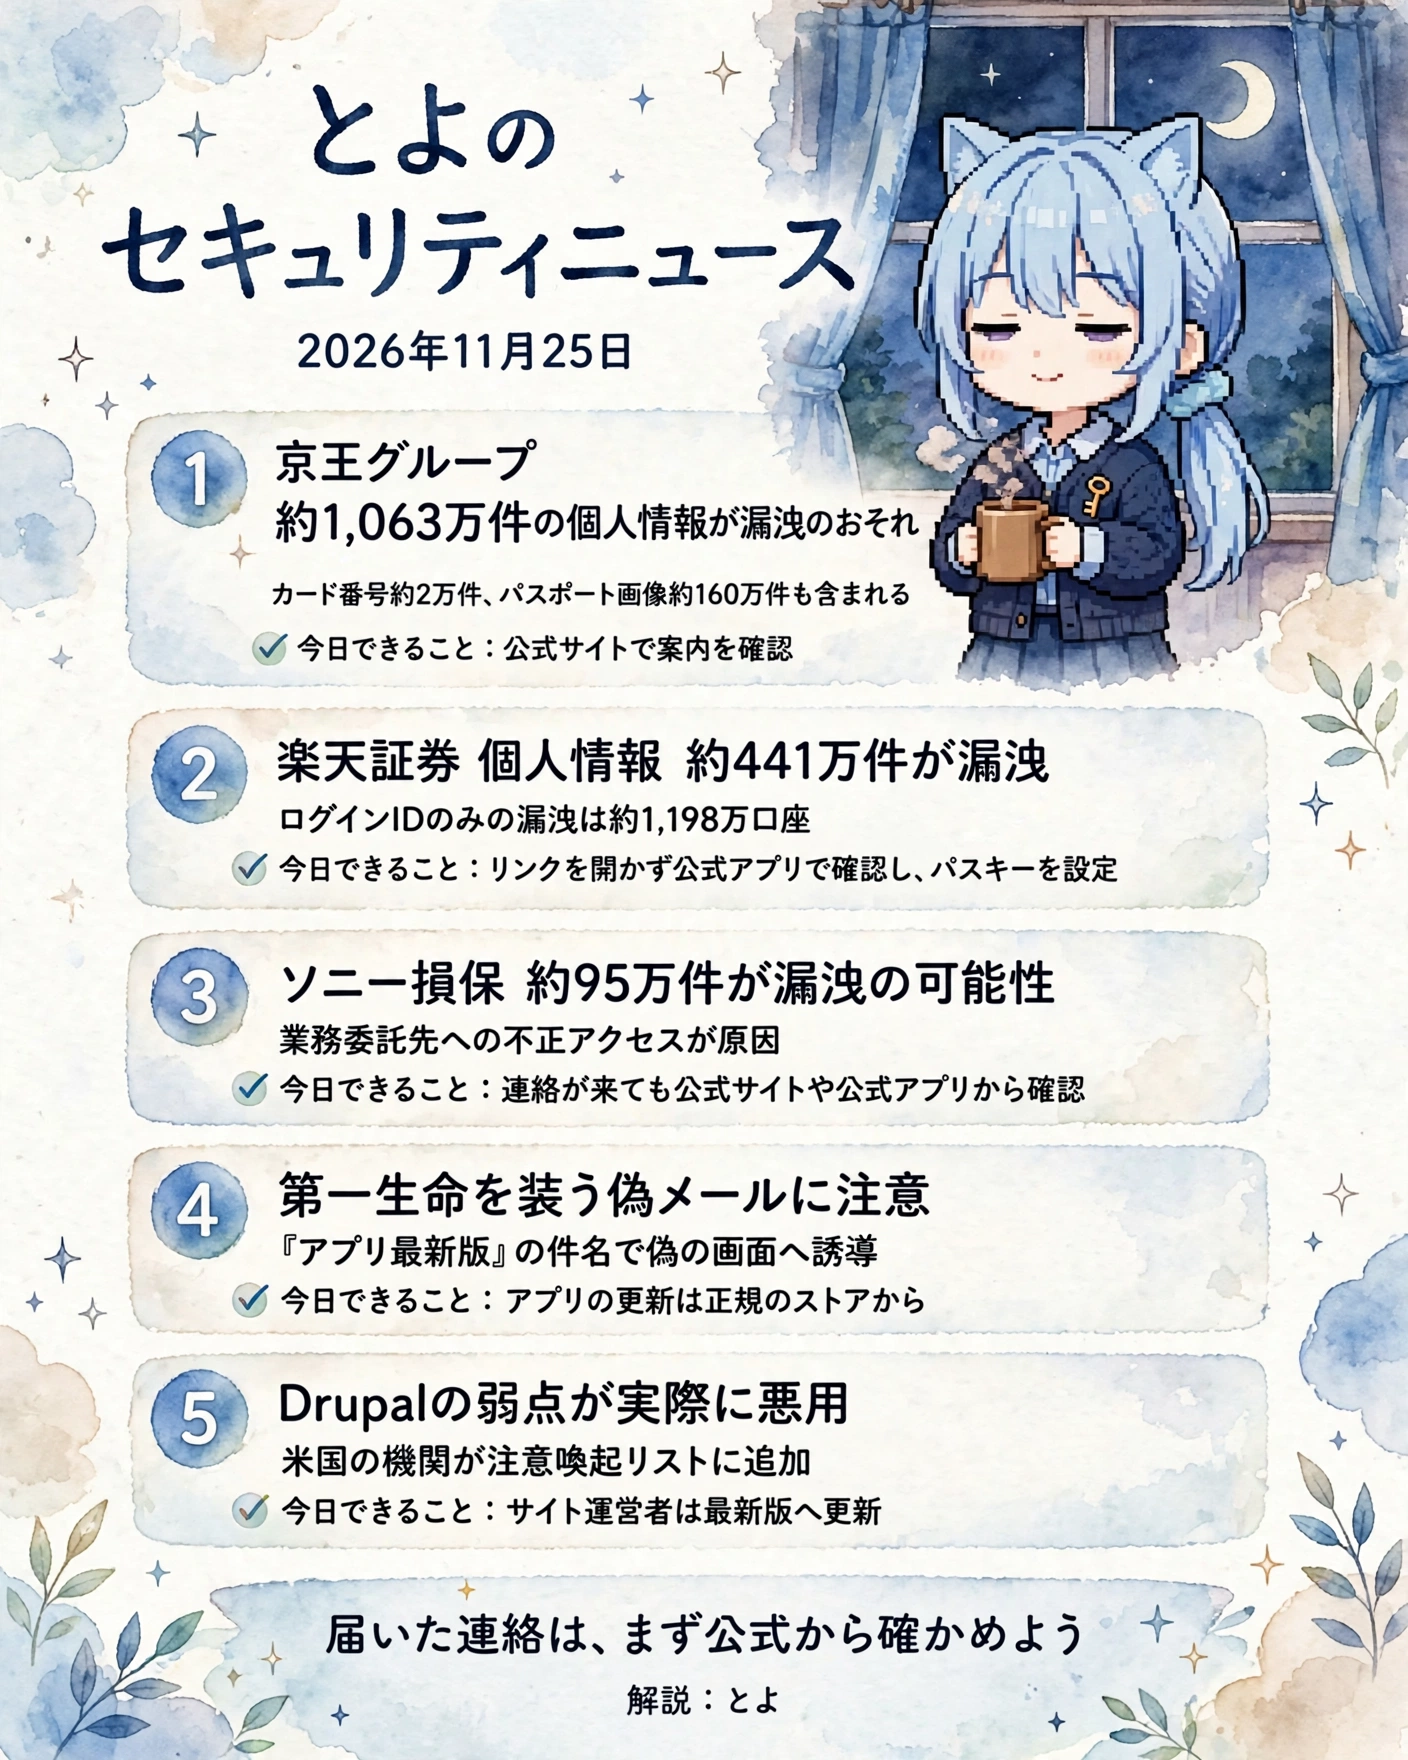 とよの
セキュリティニュース
2026年11月25日
1
京王グループ
約1,063万件の個人情報が漏洩のおそれ
カード番号約2万件、パスポート画像約160万件も含まれる
今日できること：公式サイトで案内を確認
2
楽天証券 個人情報 約441万件が漏洩
ログインIDのみの漏洩は約1,198万口座
今日できること：リンクを開かず公式アプリで確認し、パスキーを設定
3
ソニー損保 約95万件が漏洩の可能性
業務委託先への不正アクセスが原因
今日できること：連絡が来ても公式サイトや公式アプリから確認
4
第一生命を装う偽メールに注意
『アプリ最新版』の件名で偽の画面へ誘導
今日できること：アプリの更新は正規のストアから
5
Drupalの弱点が実際に悪用
米国の機関が注意喚起リストに追加
今日できること：サイト運営者は最新版へ更新
届いた連絡は、まず公式から確かめよう
解説：とよ